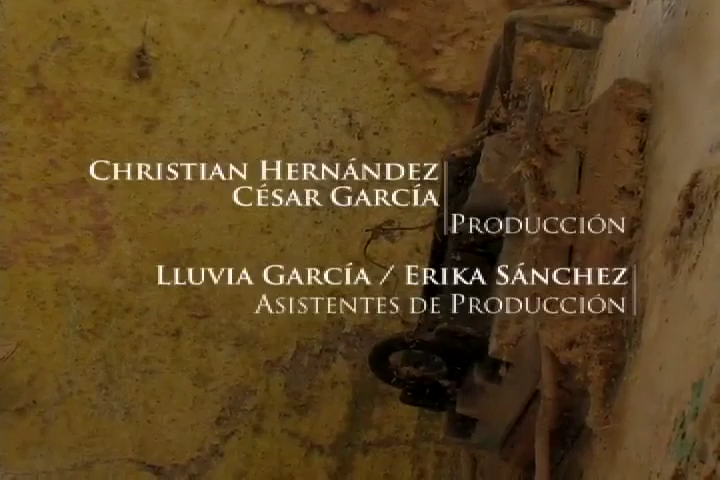 Christian Hernández
César García
Producción
Lluvia García / Erika Sánchez
Asistentes de Producción